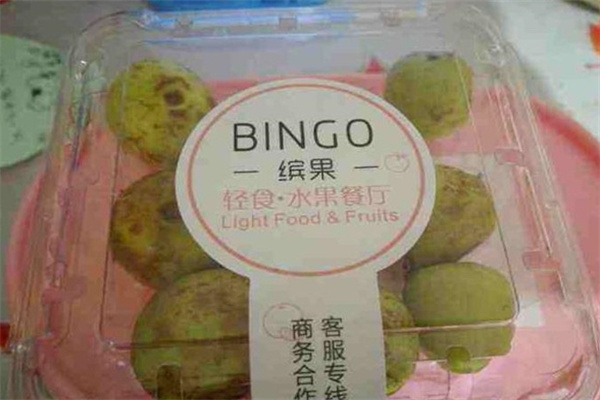 BINGO
— 缤果 —
轻食·水果餐厅
Light Food & Fruits
客服专线
商务合作